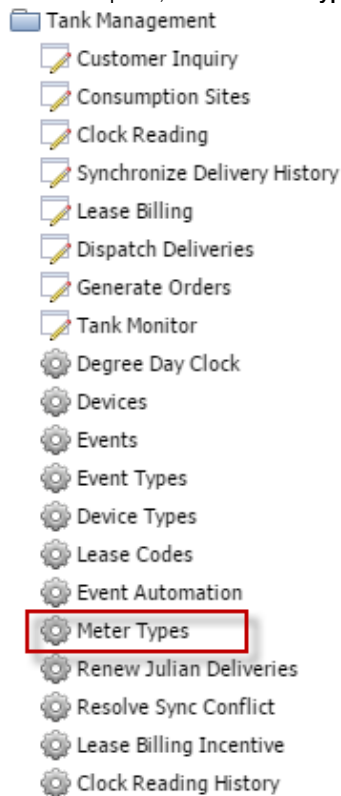 Tank Management
Customer Inquiry
Consumption Sites
Clock Reading
Synchronize Delivery History
Lease Billing
Dispatch Deliveries
Generate Orders
Tank Monitor
Degree Day Clock
Devices
Events
Event Types
Device Types
Lease Codes
Event Automation
Meter Types
Renew Julian Deliveries
Resolve Sync Conflict
Lease Billing Incentive
Clock Reading History